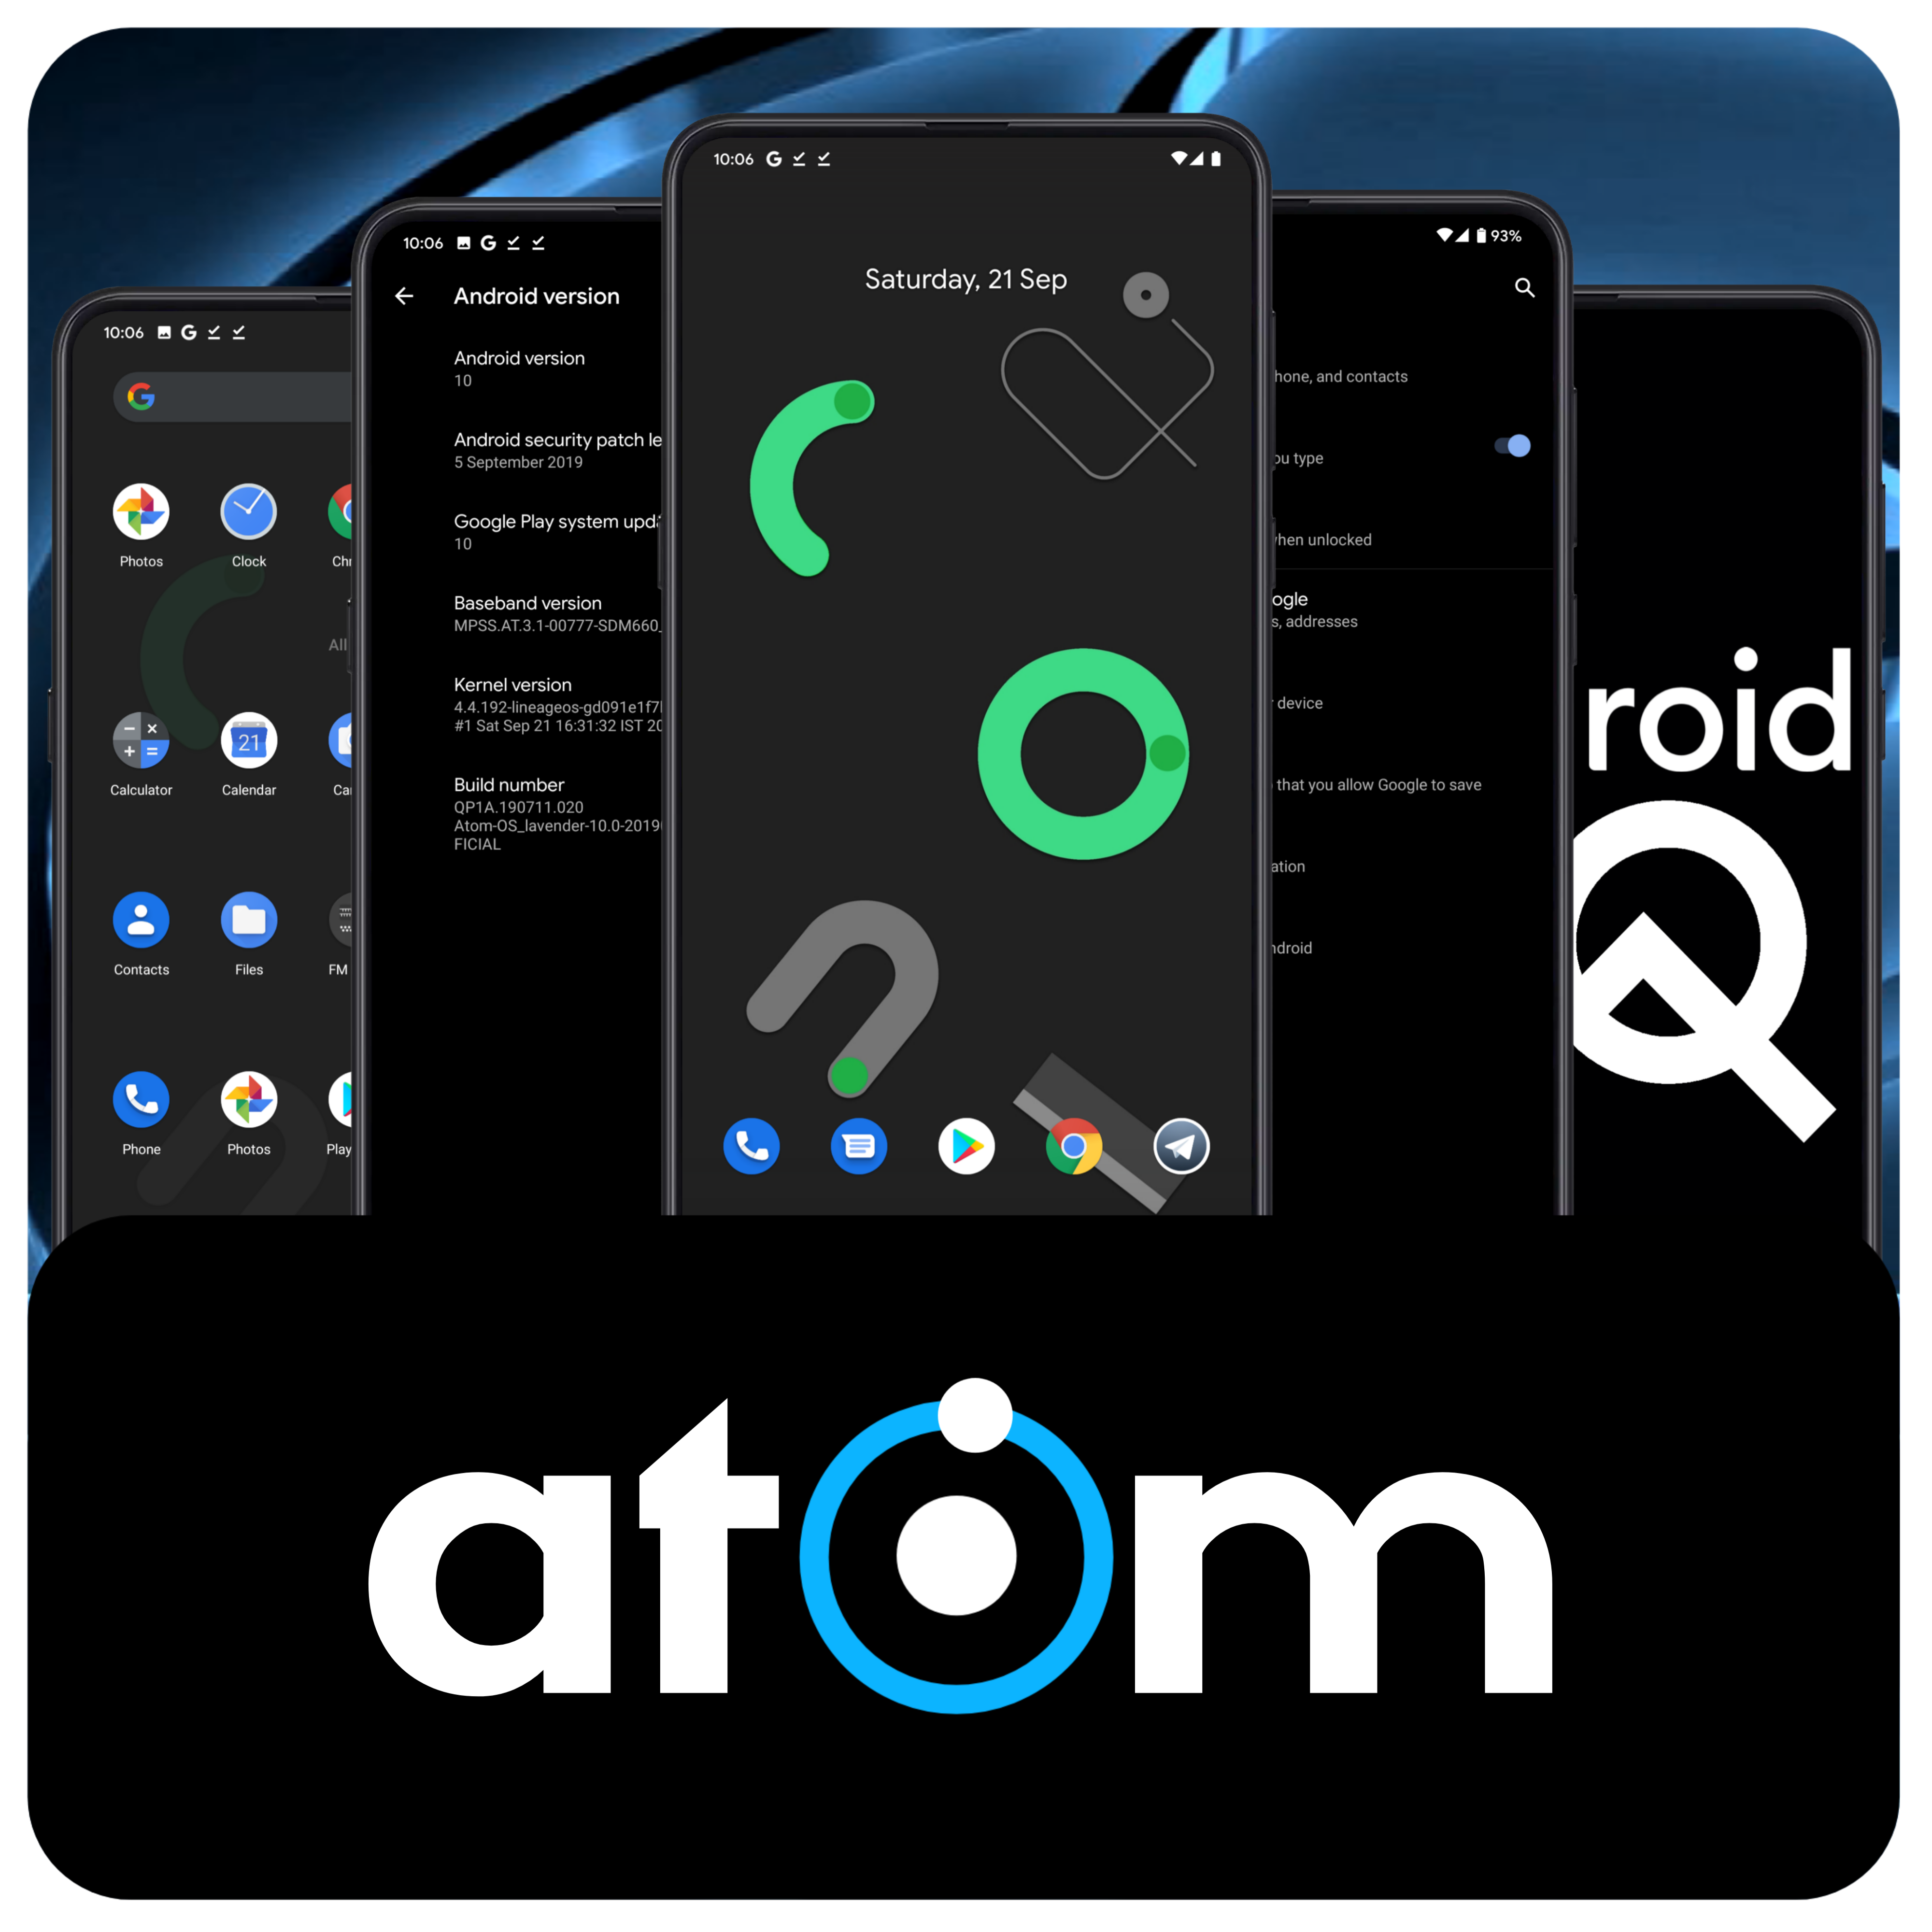 10:06
Photos
Clock
All
Calculator
Calendar
21
Contacts
Files
FM
Phone
Photos
Play
10:06
Android version
Android version
10
Android security patch
5 September 2019
Google Play system
10
Baseband version
MPSS.AT.3.1-00777-SDM660_
Kernel version
4.4.192-lineageos-gd091e1f7
#1 Sat Sep 21 16:31:32 IST 20
Build number
QP1A.190711.020
Atom-OS_lavender-10.0-2019
FICIAL
10:06
Saturday, 21 Sep
93%
hone, and contacts
ou type
hen unlocked
ogle
s, addresses
device
that you allow Google to save
ation
ndroid
roid
Q
atom